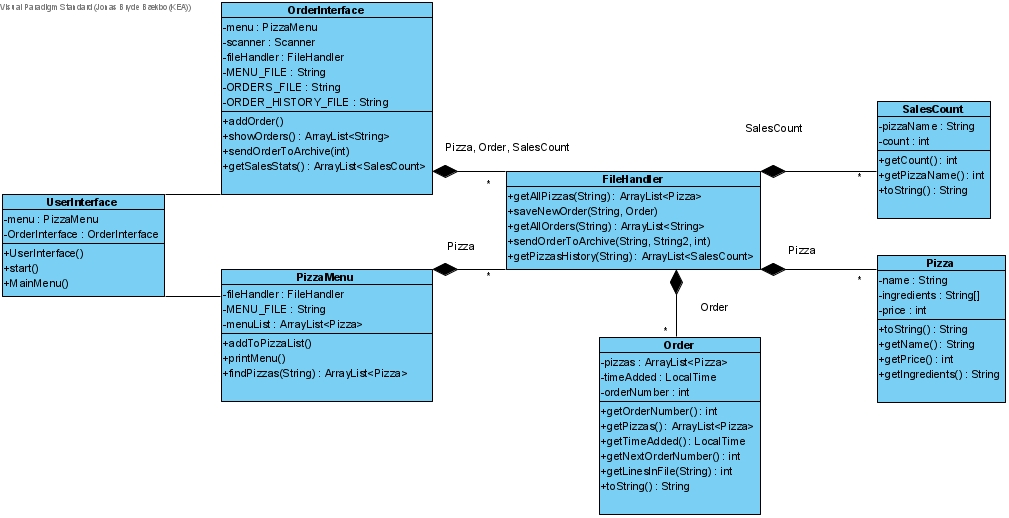 Visual Paradigm Standard (Jonas Bryde Bækbo (KEA))
OrderInterface
-menu : PizzaMenu
-scanner : Scanner
-fileHandler : FileHandler
-MENU_FILE : String
-ORDERS_FILE : String
-ORDER_HISTORY_FILE : String
+addOrder()
+showOrders() : ArrayList<String>
+sendOrderToArchive(int)
+getSalesStats() : ArrayList<SalesCount>
UserInterface
-menu : PizzaMenu
-OrderInterface : OrderInterface
+UserInterface()
+start()
+MainMenu()
PizzaMenu
-fileHandler : FileHandler
-MENU_FILE : String
-menuList : ArrayList<Pizza>
+addToPizzaList()
+printMenu()
+findPizzas(String) : ArrayList<Pizza>
Pizza, Order, SalesCount
*
Pizza
*
FileHandler
+getAllPizzas(String) : ArrayList<Pizza>
+saveNewOrder(String, Order)
+getAllOrders(String) : ArrayList<String>
+sendOrderToArchive(String, String2, int)
+getPizzasHistory(String) : ArrayList<SalesCount>
SalesCount
*
Pizza
*
Order
*
SalesCount
-pizzaName : String
-count : int
+getCount() : int
+getPizzaName() : int
+toString() : String
Pizza
-name : String
-ingredients : String[]
-price : int
+toString() : String
+getName() : String
+getPrice() : int
+getIngredients() : String
Order
-pizzas : ArrayList<Pizza>
-timeAdded : LocalTime
-orderNumber : int
+getOrderNumber() : int
+getPizzas() : ArrayList<Pizza>
+getTimeAdded() : LocalTime
+getNextOrderNumber() : int
+getLinesInFile(String) : int
+toString() : String